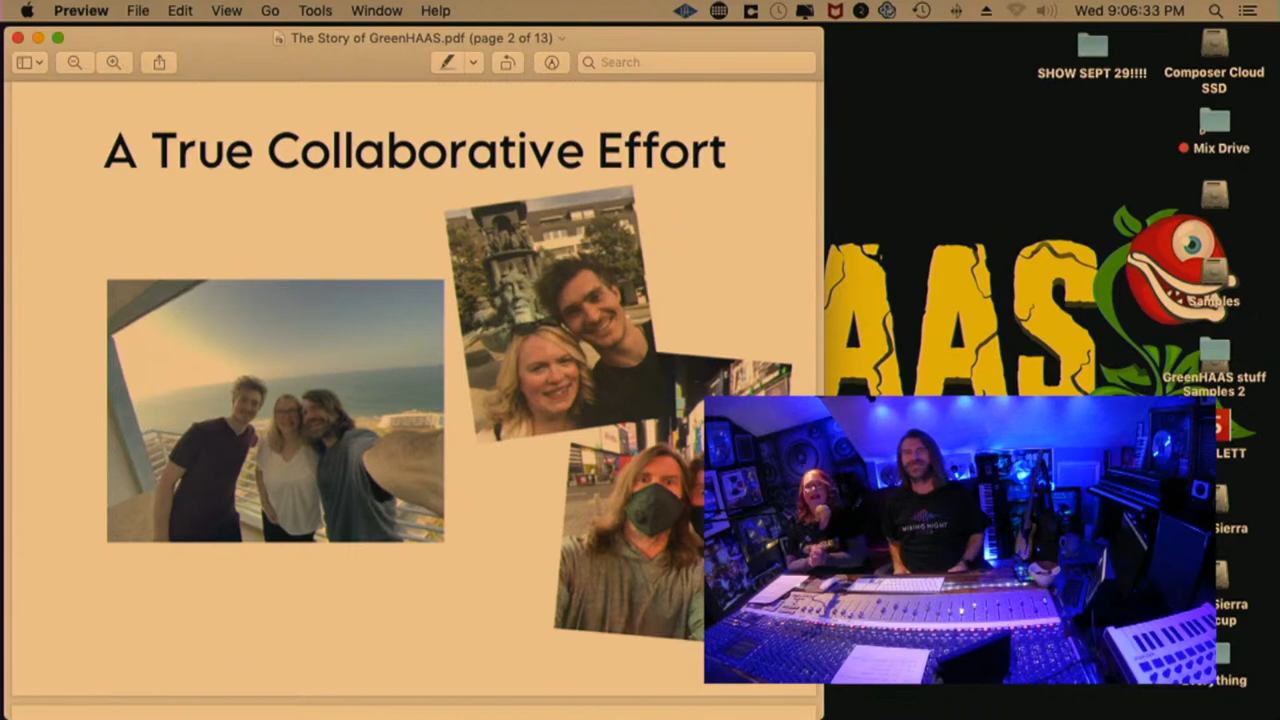 Preview File Edit View Go Tools Window Help Wed 9:06:33 PM
The Story of GreenHAAS.pdf (page 2 of 13)
Search
A True Collaborative Effort
SHOW SEPT 29!!!!
Composer Cloud
SSD
Mix Drive
AAS
Samples
GreenHAAS stuff
Samples 2
LETT
Sierra
Sierra
cup
MIXING NIGHT